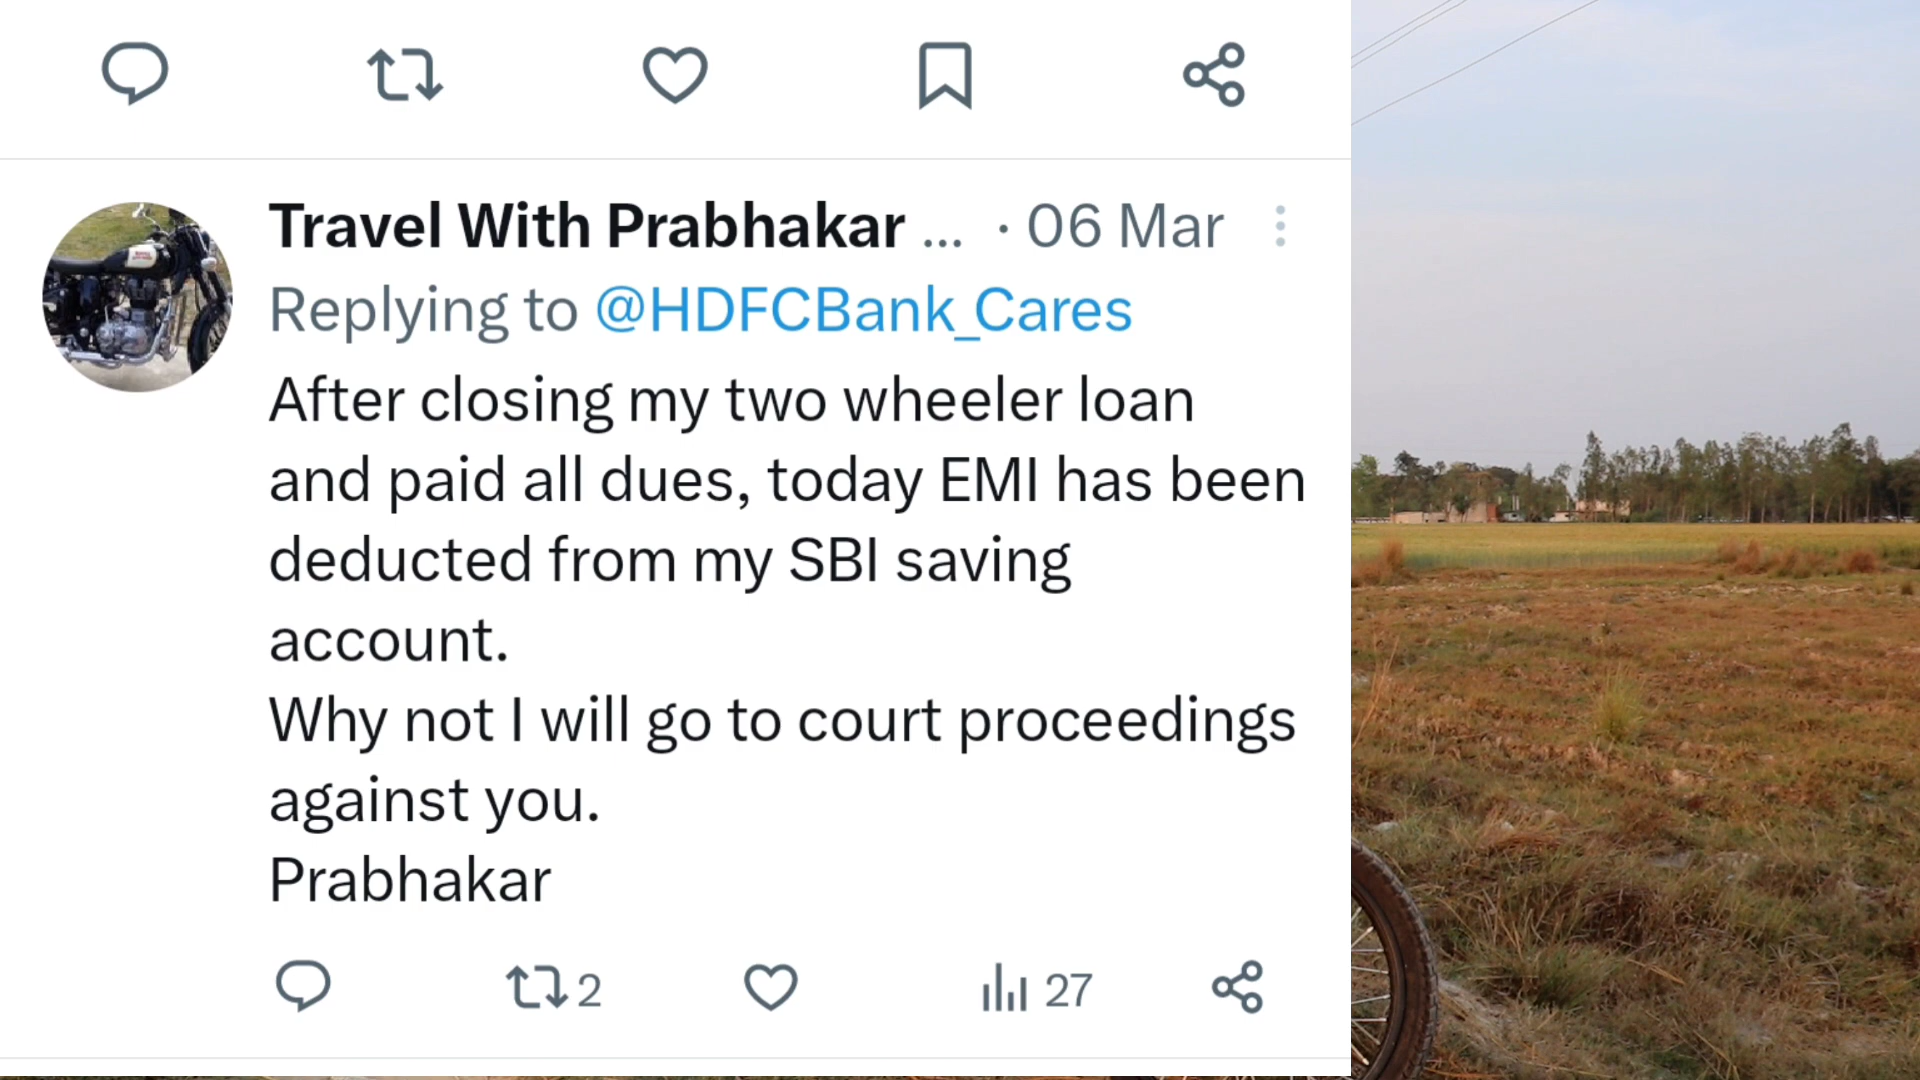 Travel With Prabhakar ... · 06 Mar
Replying to @HDFCBank_Cares
After closing my two wheeler loan
and paid all dues, today EMI has been
deducted from my SBI saving
account.
Why not I will go to court proceedings
against you.
Prabhakar
2 27